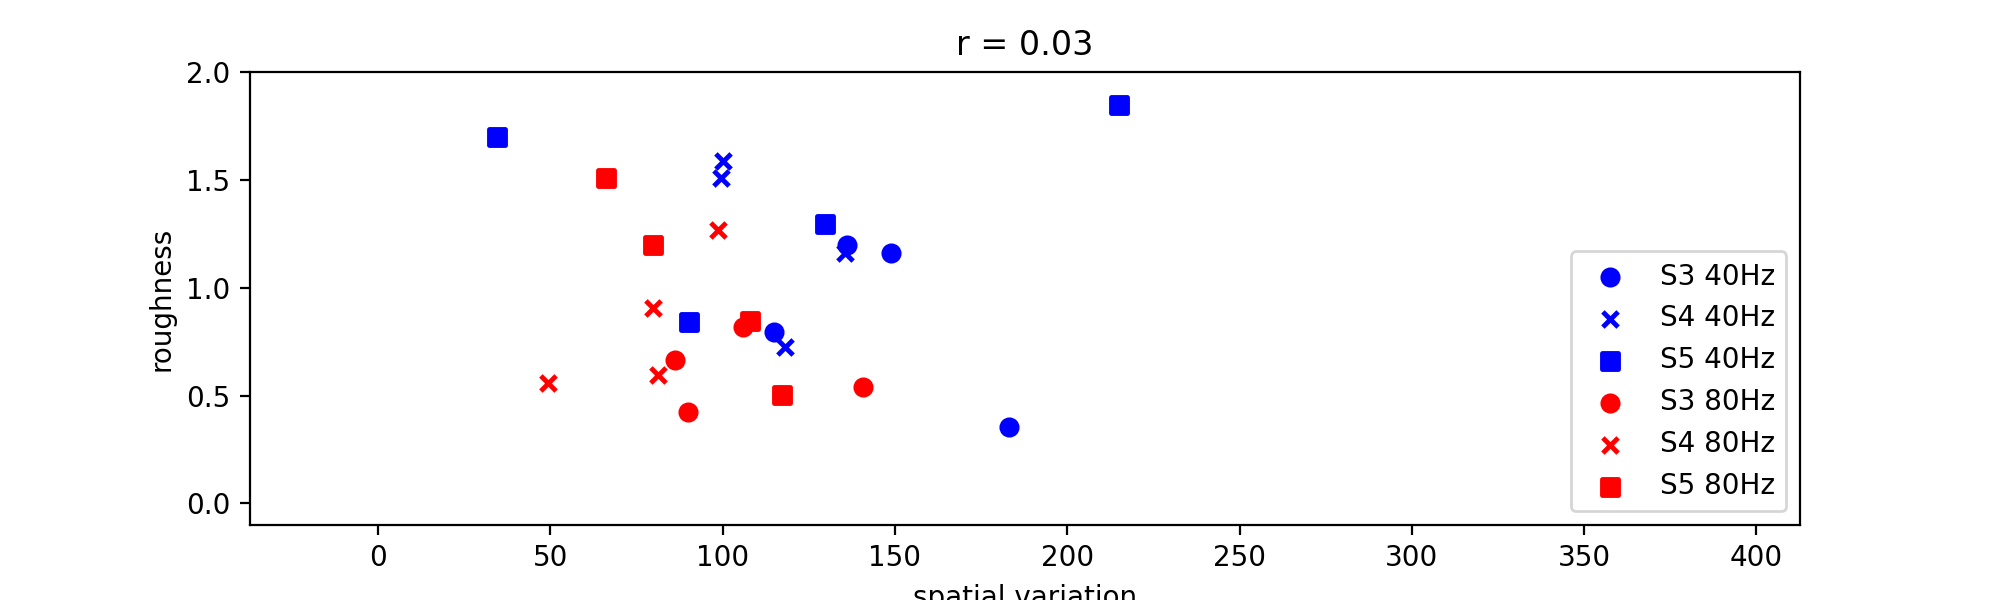 r = 0.03
2.0
1.5
1.0
0.5
0.0
roughness
S3 40Hz
S4 40Hz
S5 40Hz
S3 80Hz
S4 80Hz
S5 80Hz
0 50 100 150 200 250 300 350 400
spatial variation